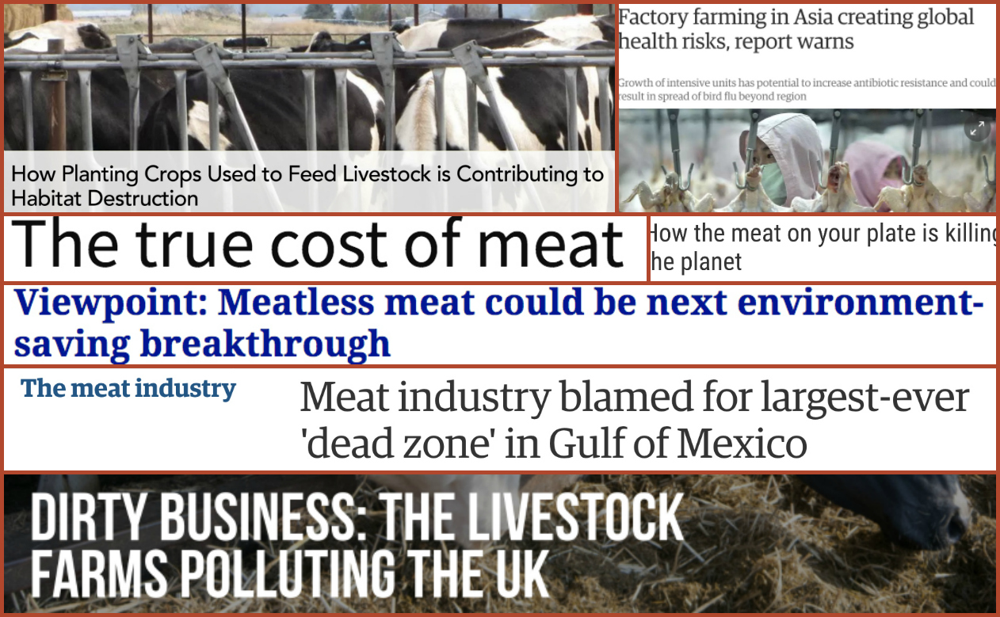 How Planting Crops Used to Feed Livestock is Contributing to
Habitat Destruction
Factory farming in Asia creating global
health risks, report warns
Growth of intensive units has potential to increase antibiotic resistance and could
result in spread of bird flu beyond region
The true cost of meat
How the meat on your plate is killing
he planet
Viewpoint: Meatless meat could be next environment-
saving breakthrough
The meat industry
Meat industry blamed for largest-ever
'dead zone' in Gulf of Mexico
DIRTY BUSINESS: THE LIVESTOCK
FARMS POLLUTING THE UK